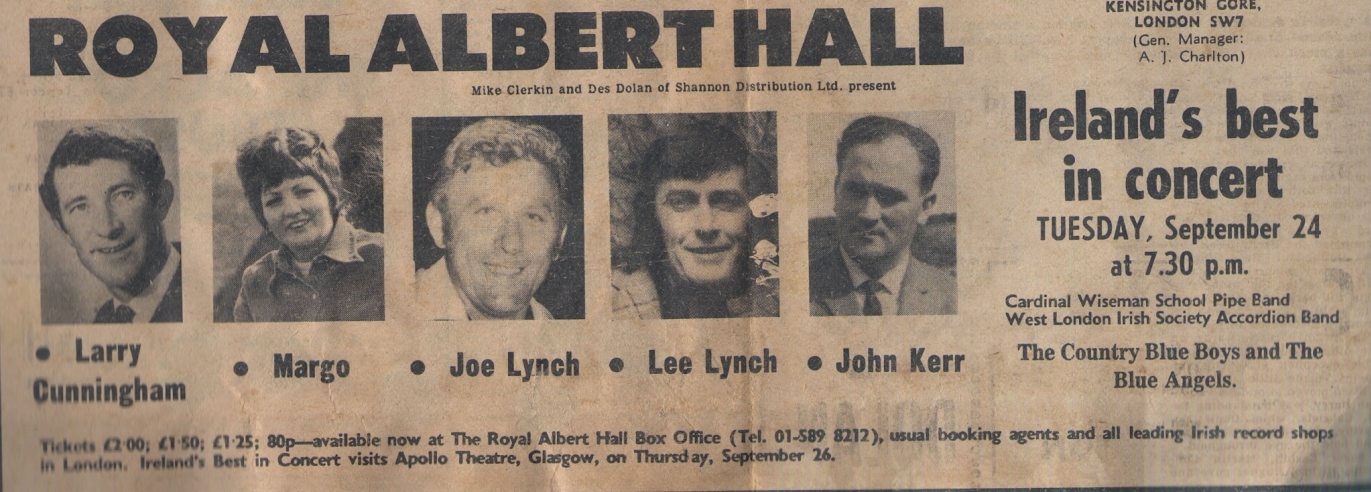 ROYAL ALBERT HALL
KENSINGTON GORE,
LONDON SW7
(Gen. Manager:
A. J. Charlton)
Mike Clerkin and Des Dolan of Shannon Distribution Ltd. present
Ireland's best
in concert
TUESDAY, September 24
at 7.30 p.m.
Cardinal Wiseman School Pipe Band
West London Irish Society Accordion Band
The Country Blue Boys and The
Blue Angels.
• Larry
Cunningham
• Margo
• Joe Lynch
• Lee Lynch
• John Kerr
Tickets £2·00; £1·50; £1·25; 80p—available now at The Royal Albert Hall Box Office (Tel. 01-589 8212), usual booking agents and all leading Irish record shops
in London. Ireland's Best in Concert visits Apollo Theatre, Glasgow, on Thursday, September 26.